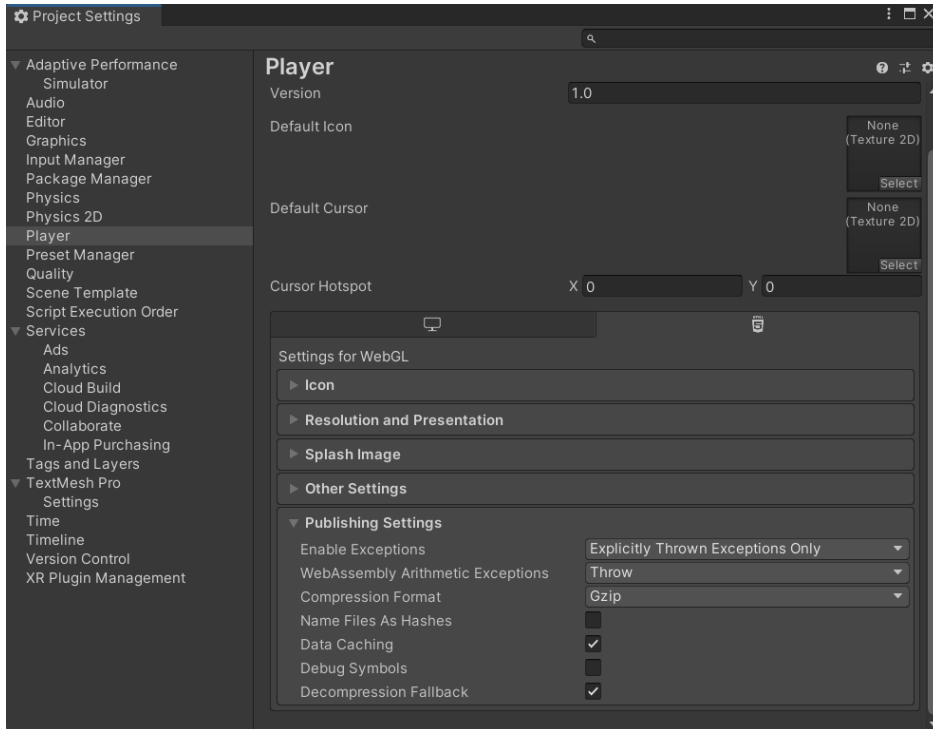 Project Settings
Adaptive Performance
Simulator
Audio
Editor
Graphics
Input Manager
Package Manager
Physics
Physics 2D
Player
Preset Manager
Quality
Scene Template
Script Execution Order
Services
Ads
Analytics
Cloud Build
Cloud Diagnostics
Collaborate
In-App Purchasing
Tags and Layers
TextMesh Pro
Settings
Time
Timeline
Version Control
XR Plugin Management
Player
Version 1.0
Default Icon
None
(Texture 2D)
Select
Default Cursor
None
(Texture 2D)
Select
Cursor Hotspot X 0 Y 0
Settings for WebGL
Icon
Resolution and Presentation
Splash Image
Other Settings
Publishing Settings
Enable Exceptions Explicitly Thrown Exceptions Only
WebAssembly Arithmetic Exceptions Throw
Compression Format Gzip
Name Files As Hashes
Data Caching
Debug Symbols
Decompression Fallback